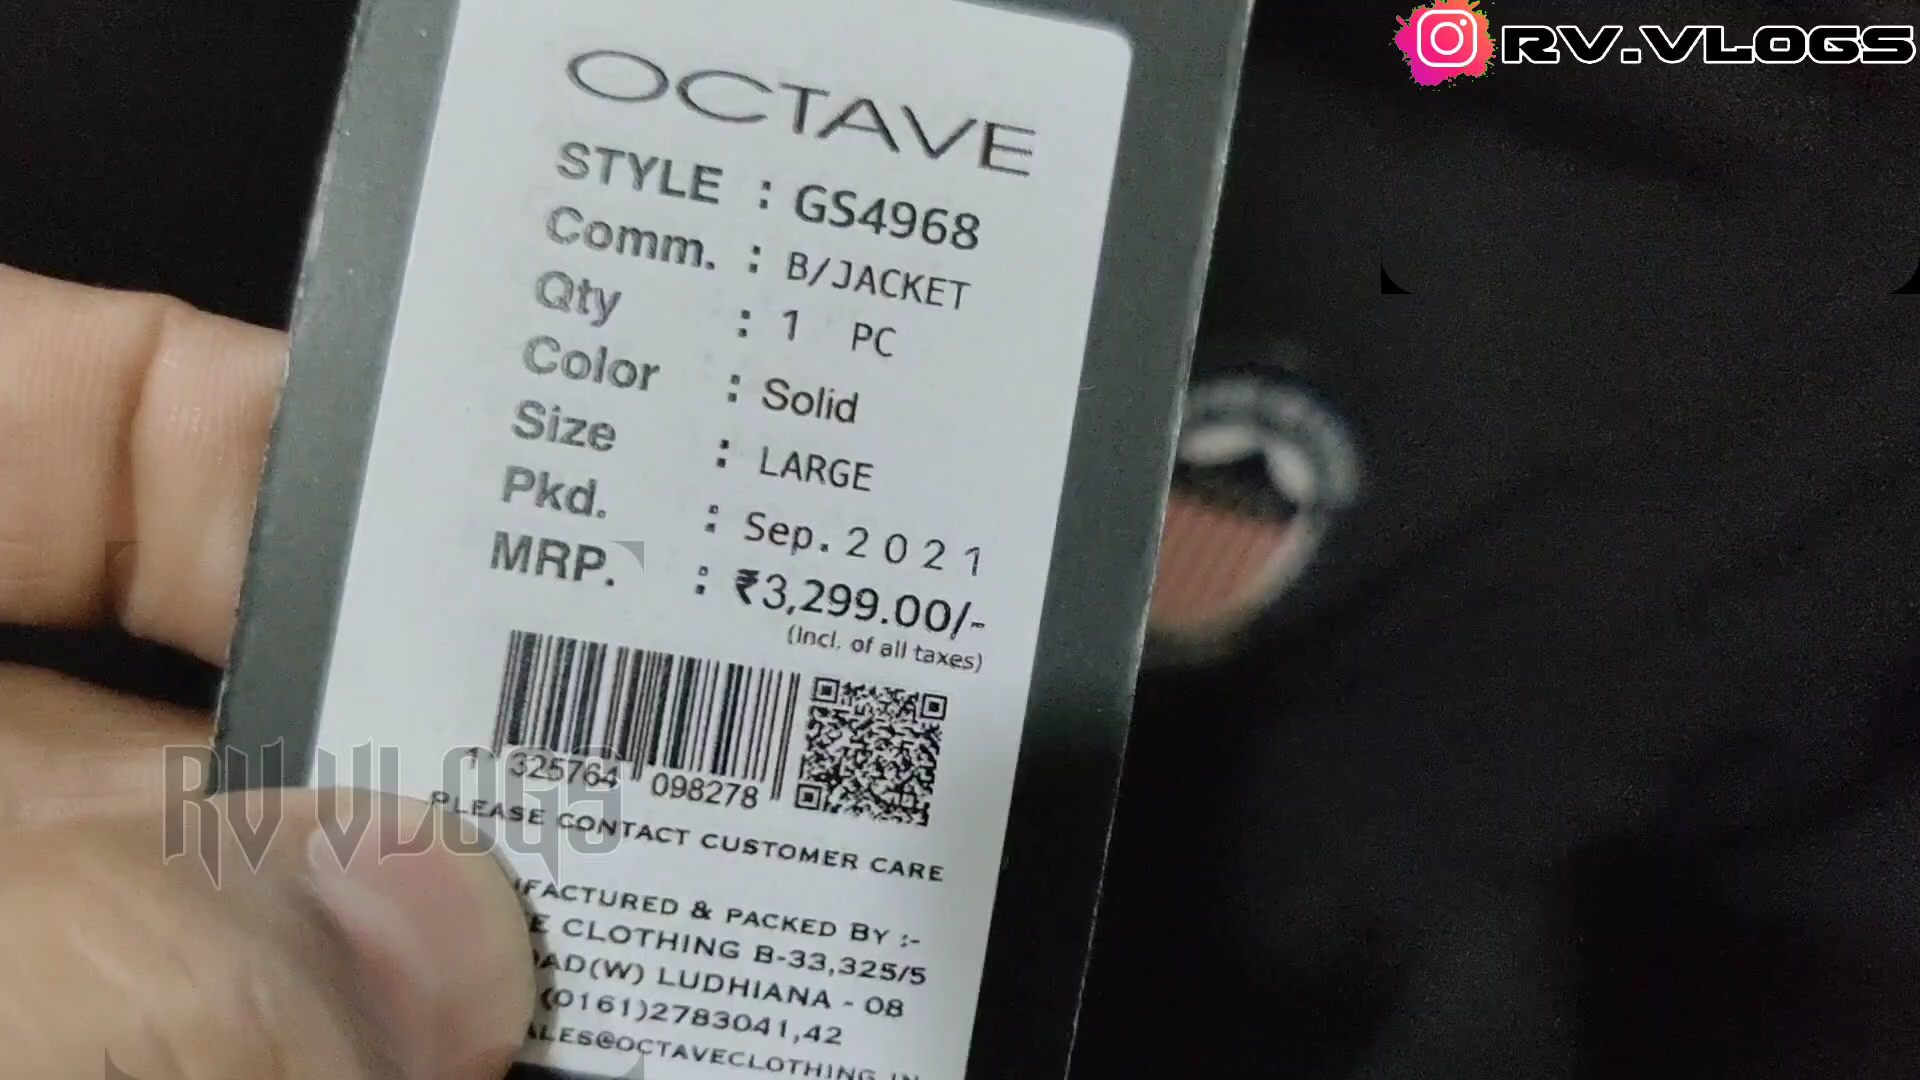 RV.VLOGS
OCTAVE
STYLE : GS4968
Comm. : B/JACKET
Qty : 1 PC
Color : Solid
Size : LARGE
Pkd. : Sep.2021
MRP. : ₹3,299.00/-
(Incl. of all taxes)
1 325764 098278
RV VLOGS
PLEASE CONTACT CUSTOMER CARE
& PACKED BY :-
CLOTHING B-33,325/5
(W) LUDHIANA - 08
(0161)2783041,42